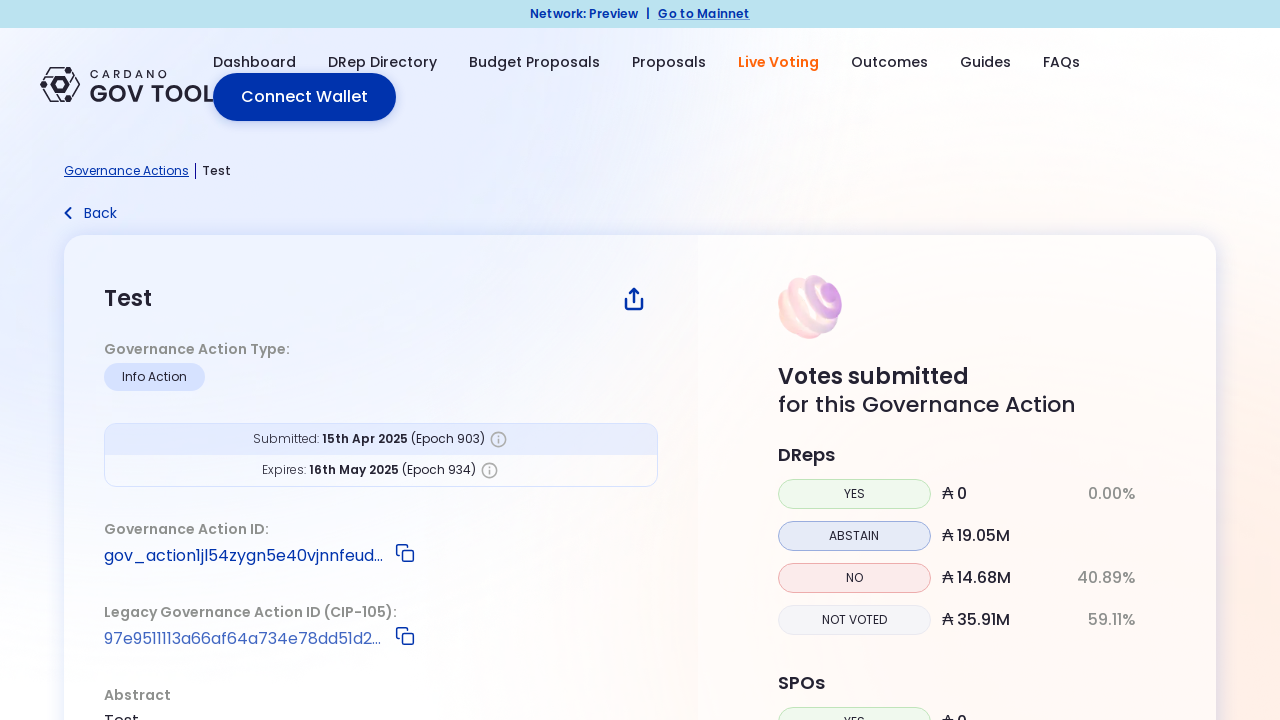 Network: Preview | Go to Mainnet
CARDANO
GOV TOOL
Dashboard DRep Directory Budget Proposals Proposals Live Voting Outcomes Guides FAQs
Connect Wallet
Governance Actions | Test
Back
Test
Governance Action Type:
Info Action
Submitted: 15th Apr 2025 (Epoch 903)
Expires: 16th May 2025 (Epoch 934)
Governance Action ID:
gov_action1jl54zygn5e40vjnnfeud...
Legacy Governance Action ID (CIP-105):
97e9511113a66af64a734e78dd51d2...
Abstract
Test
Votes submitted
for this Governance Action
DReps
YES ₳ 0 0.00%
ABSTAIN ₳ 19.05M
NO ₳ 14.68M 40.89%
NOT VOTED ₳ 35.91M 59.11%
SPOs
YES ₳ 0